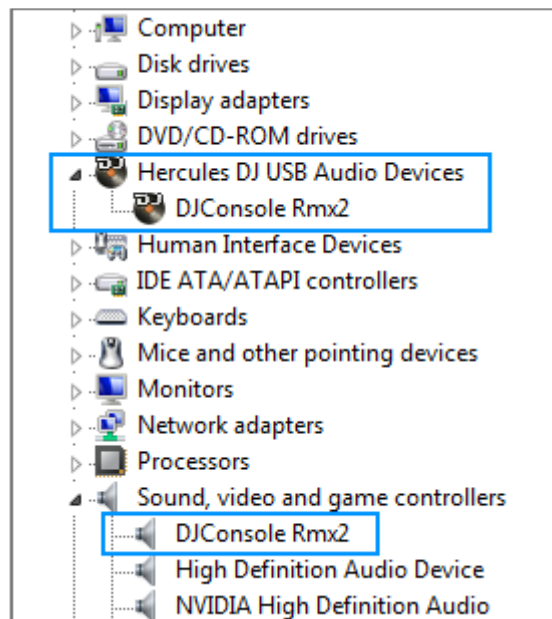 Computer
Disk drives
Display adapters
DVD/CD-ROM drives
Hercules DJ USB Audio Devices
DJConsole Rmx2
Human Interface Devices
IDE ATA/ATAPI controllers
Keyboards
Mice and other pointing devices
Monitors
Network adapters
Processors
Sound, video and game controllers
DJConsole Rmx2
High Definition Audio Device
NVIDIA High Definition Audio